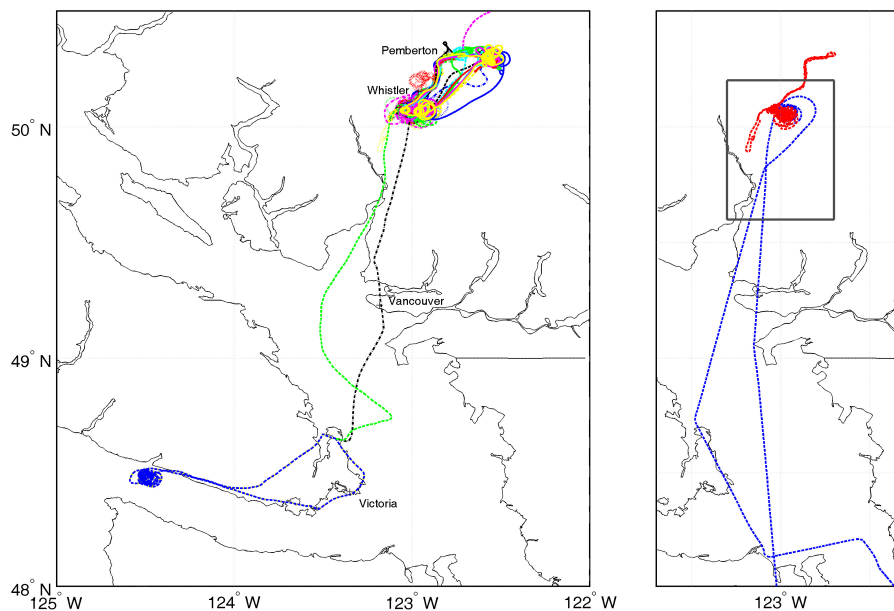 Pemberton
Whistler
50° N
Vancouver
49° N
Victoria
48° N
125° W
124° W
123° W
122° W
123° W